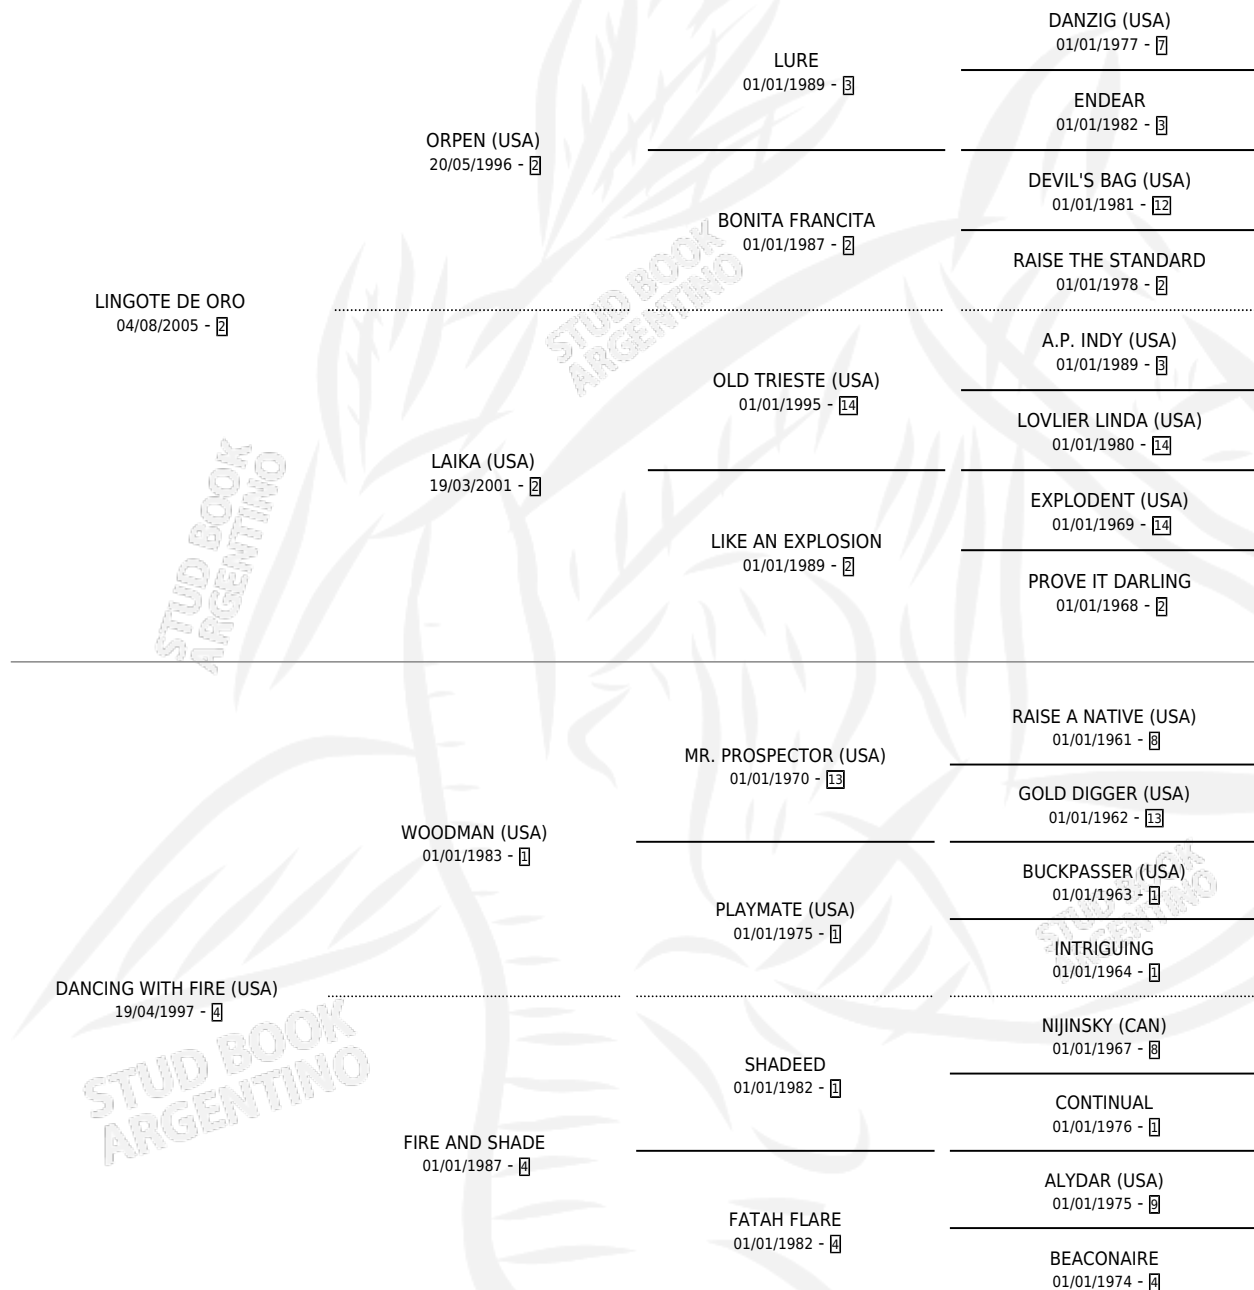 DANZIG (USA)
01/01/1977 - 7
LURE
01/01/1989 - 3
ENDEAR
01/01/1982 - 3
ORPEN (USA)
20/05/1996 - 2
DEVIL'S BAG (USA)
01/01/1981 - 12
BONITA FRANCITA
01/01/1987 - 2
RAISE THE STANDARD
01/01/1978 - 2
LINGOTE DE ORO
04/08/2005 - 2
A.P. INDY (USA)
01/01/1989 - 3
OLD TRIESTE (USA)
01/01/1995 - 14
LOVLIER LINDA (USA)
01/01/1980 - 14
LAIKA (USA)
19/03/2001 - 2
EXPLODENT (USA)
01/01/1969 - 14
LIKE AN EXPLOSION
01/01/1989 - 2
PROVE IT DARLING
01/01/1968 - 2
RAISE A NATIVE (USA)
01/01/1961 - 8
MR. PROSPECTOR (USA)
01/01/1970 - 13
GOLD DIGGER (USA)
01/01/1962 - 13
WOODMAN (USA)
01/01/1983 - 1
BUCKPASSER (USA)
01/01/1963 - 1
PLAYMATE (USA)
01/01/1975 - 1
INTRIGUING
01/01/1964 - 1
DANCING WITH FIRE (USA)
19/04/1997 - 4
NIJINSKY (CAN)
01/01/1967 - 8
SHADEED
01/01/1982 - 1
CONTINUAL
01/01/1976 - 1
FIRE AND SHADE
01/01/1987 - 4
ALYDAR (USA)
01/01/1975 - 9
FATAH FLARE
01/01/1982 - 4
BEACONAIRE
01/01/1974 - 4
STUD BOOK
ARGENTINO
STUD BOOK
ARGENTINO
STUD BOOK
ARGENTINO
STUD BOOK
ARGENTINO